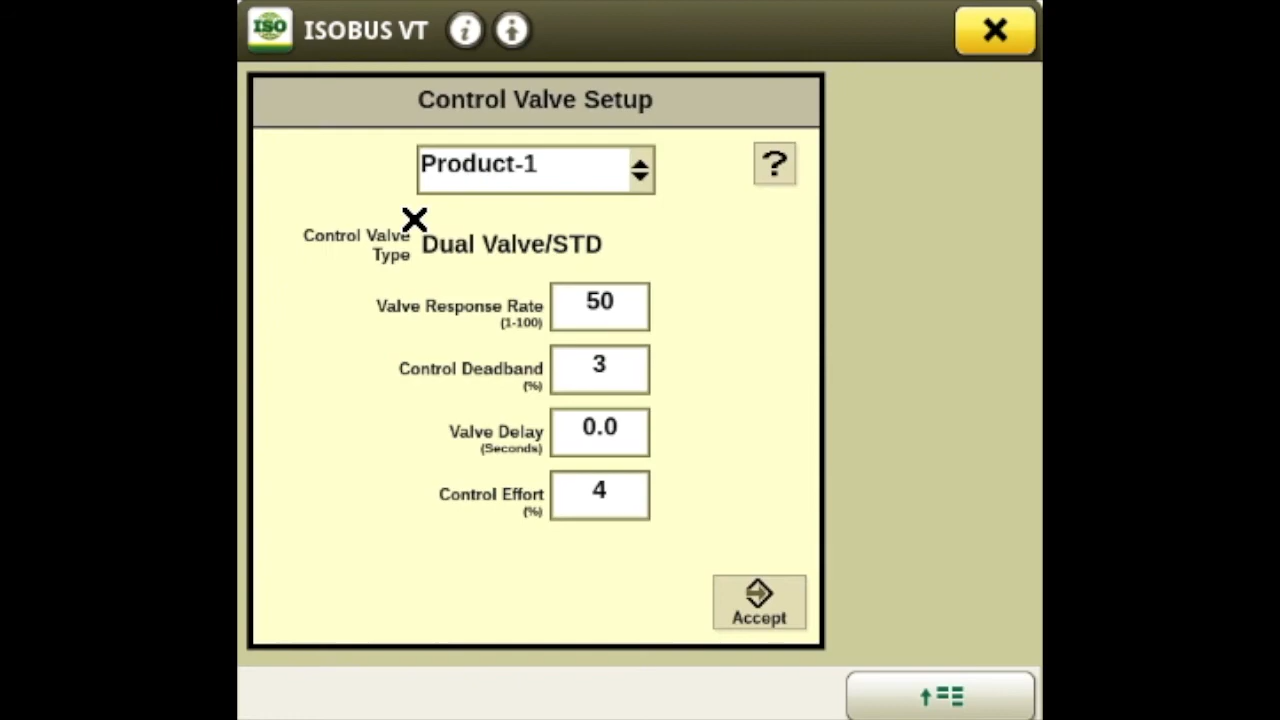 ISO ISOBUS VT
Control Valve Setup
Product-1
?
Control Valve
Type
Dual Valve/STD
Valve Response Rate
(1-100)
50
Control Deadband
(%)
3
Valve Delay
(Seconds)
0.0
Control Effort
(%)
4
Accept